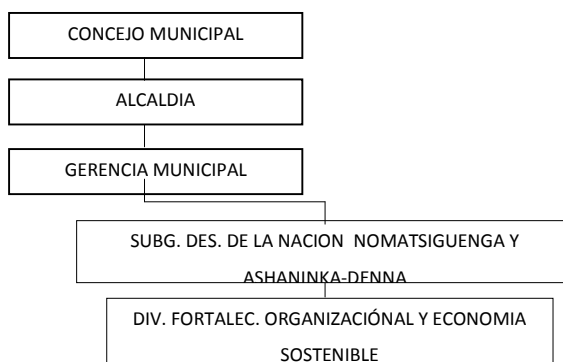 CONCEJO MUNICIPAL
ALCALDIA
GERENCIA MUNICIPAL
SUBG. DES. DE LA NACION NOMATSIGUENGA Y
ASHANINKA-DENNA
DIV. FORTALEC. ORGANIZACIÓNAL Y ECONOMIA
SOSTENIBLE